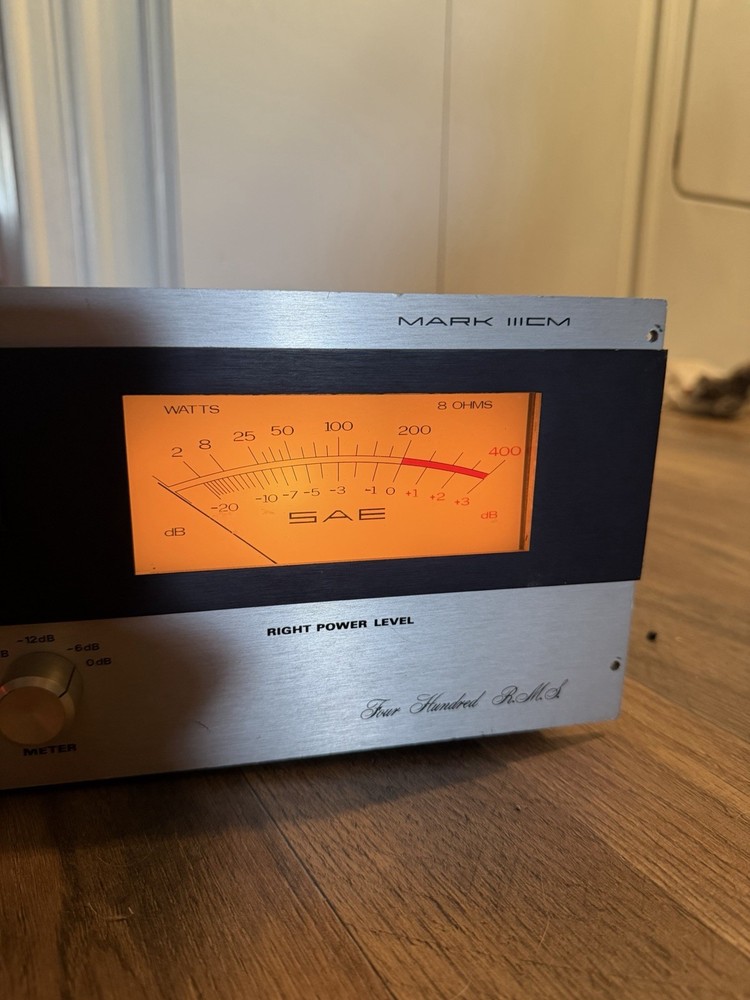 MARK IIICM
WATTS 8 OHMS
2 8 25 50 100 200 400
-20 -10 -7 -5 -3 -1 0 +1 +2 +3
dB SAE dB
RIGHT POWER LEVEL
-12dB
B -6dB
0dB
Four Hundred R.M.S.
METER